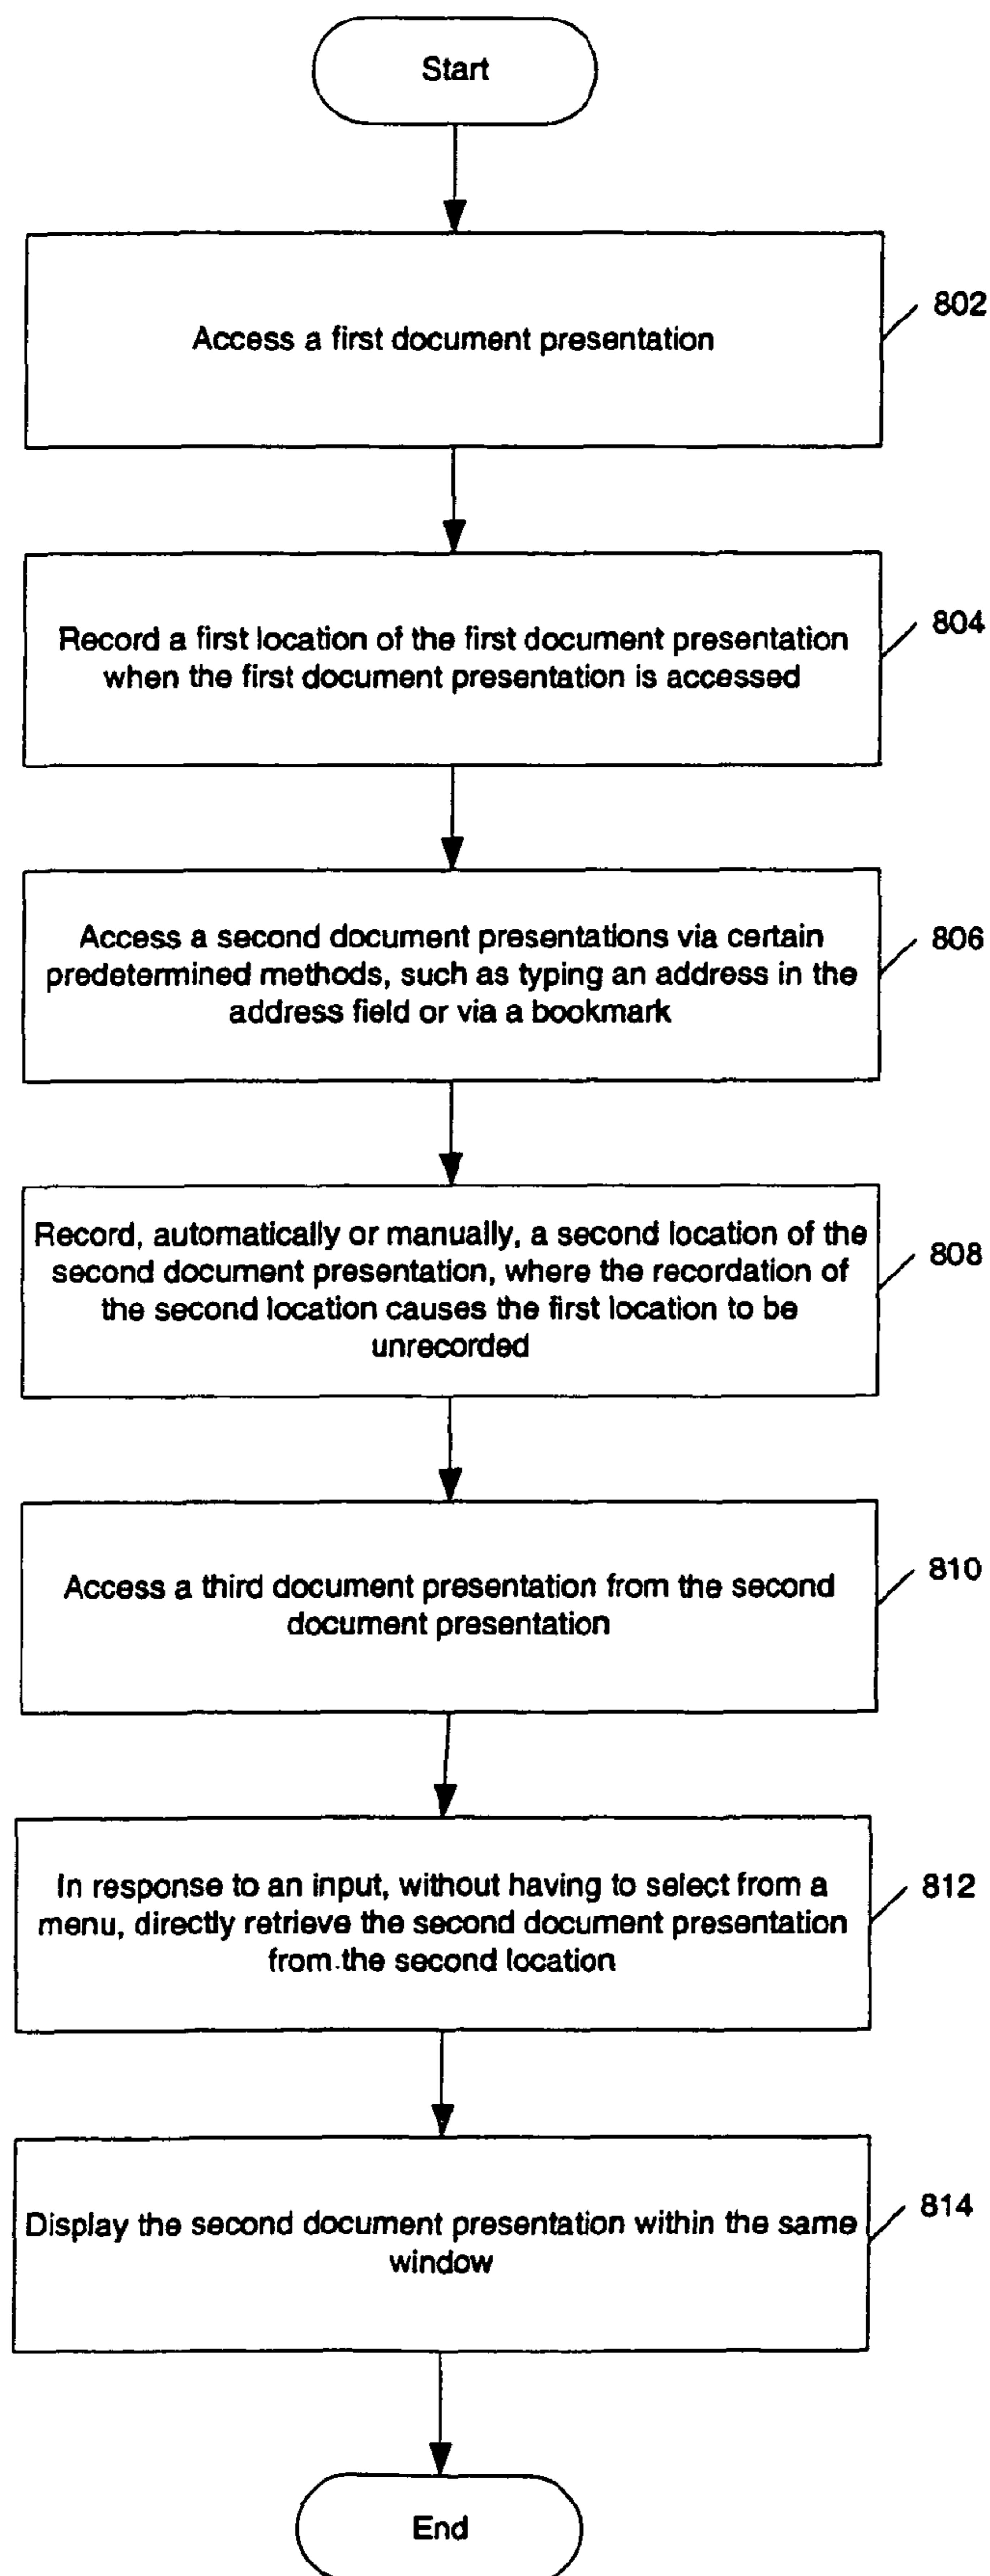 Start
Access a first document presentation
802
Record a first location of the first document presentation
when the first document presentation is accessed
804
Access a second document presentations via certain
predetermined methods, such as typing an address in the
address field or via a bookmark
806
Record, automatically or manually, a second location of the
second document presentation, where the recordation of
the second location causes the first location to be
unrecorded
808
Access a third document presentation from the second
document presentation
810
In response to an input, without having to select from a
menu, directly retrieve the second document presentation
from the second location
812
Display the second document presentation within the same
window
814
End